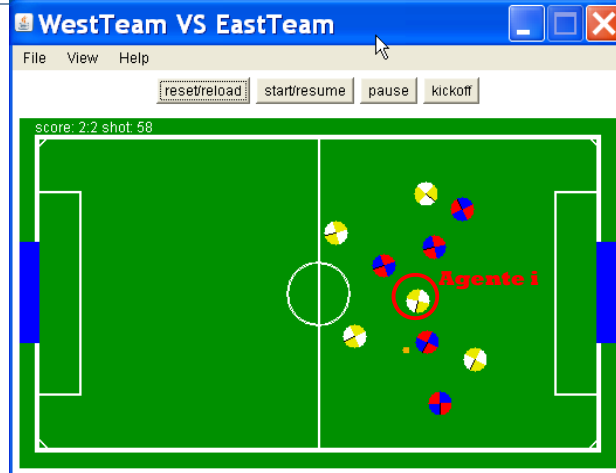 WestTeam VS EastTeam
File View Help
reset/reload start/resume pause kickoff
score: 2:2 shot: 58
Agente i